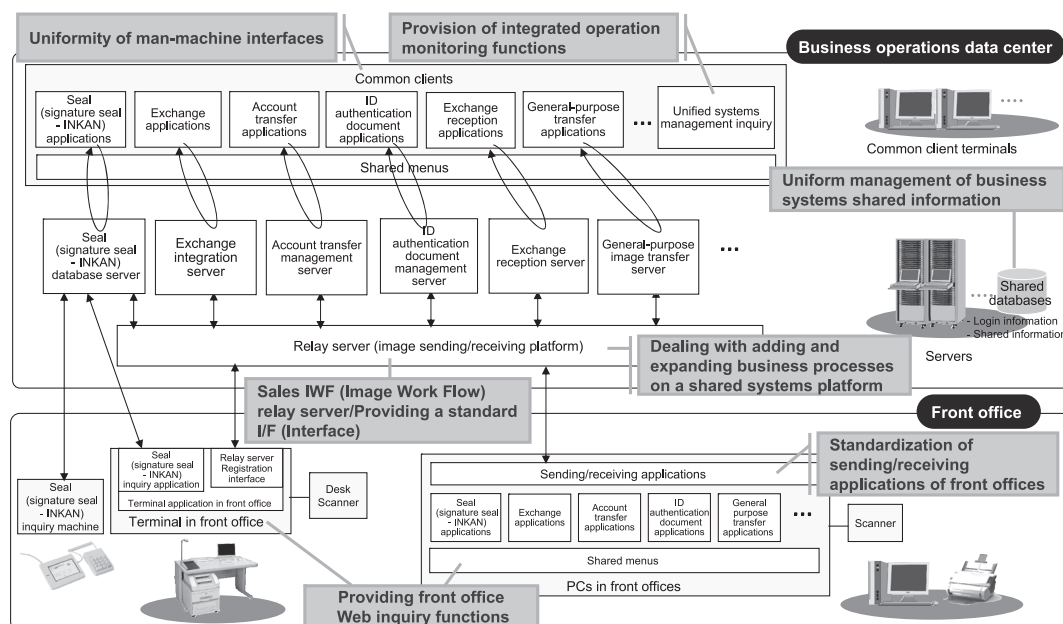 Uniformity of man-machine interfaces
Provision of integrated operation
monitoring functions
Business operations data center
Common clients
Seal
(signature seal
- INKAN)
applications
Exchange
applications
Account
transfer
applications
ID
authentication
document
applications
Exchange
reception
applications
General-purpose
transfer
applications
...
Unified systems
management inquiry
Shared menus
Common client terminals
Uniform management of business
systems shared information
Seal
(signature seal
- INKAN)
database server
Exchange
integration
server
Account transfer
management
server
ID
authentication
document
management
server
Exchange
reception server
General-purpose
image transfer
server
...
Shared
databases
- Login information
- Shared information
Servers
Relay server (image sending/receiving platform)
Dealing with adding and
expanding business processes
on a shared systems platform
Sales IWF (Image Work Flow)
relay server/Providing a standard
I/F (Interface)
Front office
Standardization of
sending/receiving
applications of front offices
Seal
(signature seal
- INKAN)
inquiry machine
Seal
(signature seal
- INKAN)
inquiry application
Relay server
Registration
interface
Terminal application in front office
Terminal in front office
Desk
Scanner
Sending/receiving applications
Seal
(signature seal
- INKAN)
applications
Exchange
applications
Account
transfer
applications
ID
authentication
document
applications
General
purpose
transfer
applications
...
Scanner
Shared menus
PCs in front offices
Providing front office
Web inquiry functions